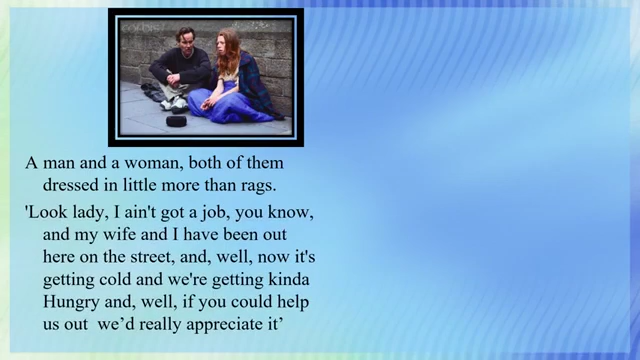 corbis
A man and a woman, both of them
dressed in little more than rags.
'Look lady, I ain't got a job, you know,
and my wife and I have been out
here on the street, and, well, now it's
getting cold and we're getting kinda
Hungry and, well, if you could help
us out  we’d really appreciate it’